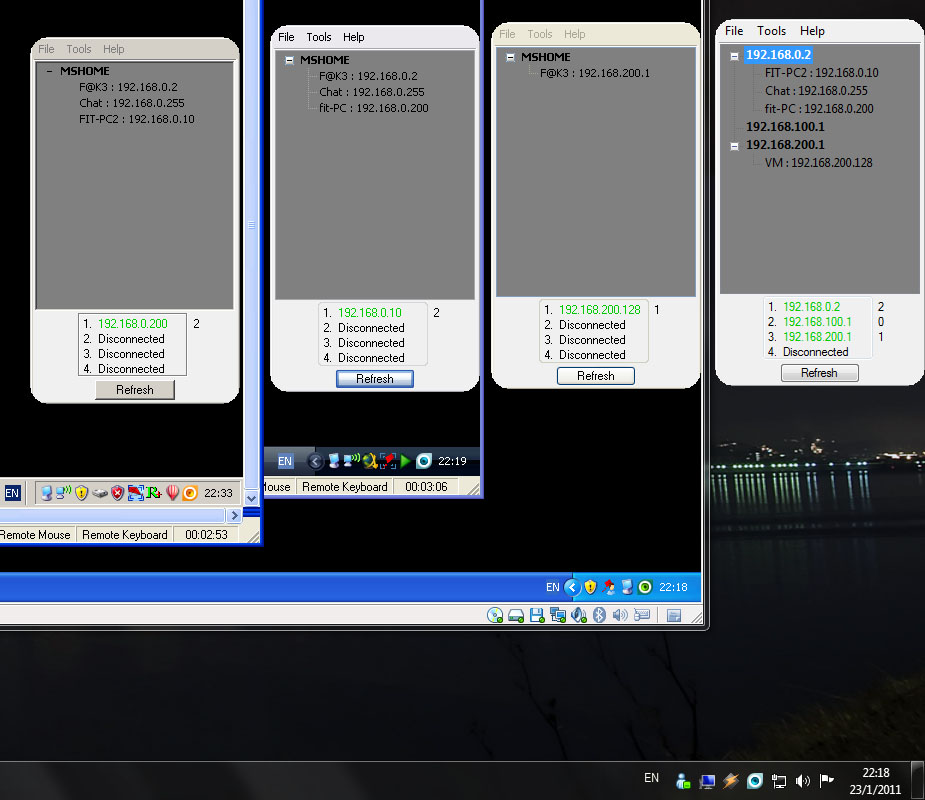 File Tools Help
MSHOME
F@K3 : 192.168.0.2
Chat : 192.168.0.255
FIT-PC2 : 192.168.0.10
1. 192.168.0.200 2
2. Disconnected
3. Disconnected
4. Disconnected
Refresh
EN 22:33
Remote Mouse Remote Keyboard 00:02:53
File Tools Help
MSHOME
F@K3 : 192.168.0.2
Chat : 192.168.0.255
fit-PC : 192.168.0.200
1. 192.168.0.10 2
2. Disconnected
3. Disconnected
4. Disconnected
Refresh
EN 22:19
louse Remote Keyboard 00:03:06
File Tools Help
MSHOME
F@K3 : 192.168.200.1
1. 192.168.200.128 1
2. Disconnected
3. Disconnected
4. Disconnected
Refresh
EN 22:18
File Tools Help
192.168.0.2
FIT-PC2 : 192.168.0.10
Chat : 192.168.0.255
fit-PC : 192.168.0.200
192.168.100.1
192.168.200.1
VM : 192.168.200.128
1. 192.168.0.2 2
2. 192.168.100.1 0
3. 192.168.200.1 1
4. Disconnected
Refresh
EN 22:18
23/1/2011